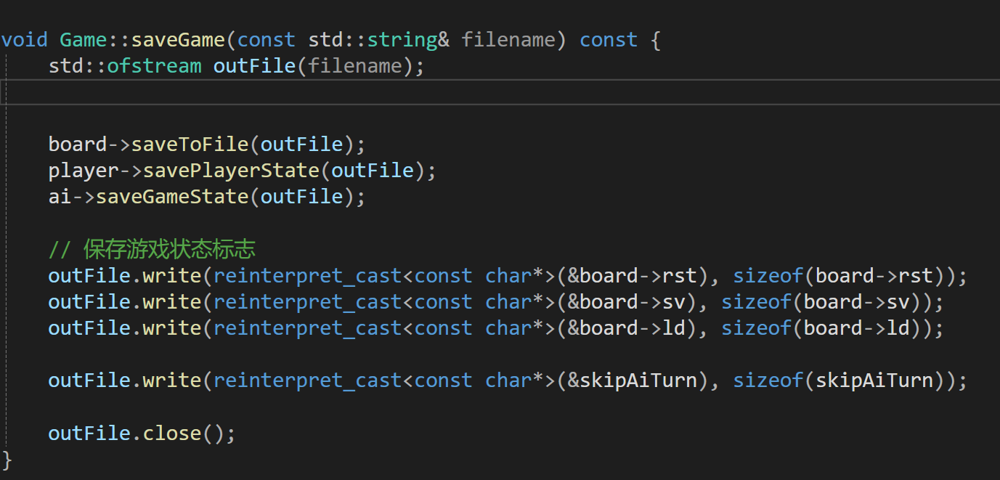 void Game::saveGame(const std::string& filename) const {
    std::ofstream outFile(filename);
    board->saveToFile(outFile);
    player->savePlayerState(outFile);
    ai->saveGameState(outFile);
    // 保存游戏状态标志
    outFile.write(reinterpret_cast<const char*>(&board->rst), sizeof(board->rst));
    outFile.write(reinterpret_cast<const char*>(&board->sv), sizeof(board->sv));
    outFile.write(reinterpret_cast<const char*>(&board->ld), sizeof(board->ld));
    outFile.write(reinterpret_cast<const char*>(&skipAiTurn), sizeof(skipAiTurn));
    outFile.close();
}